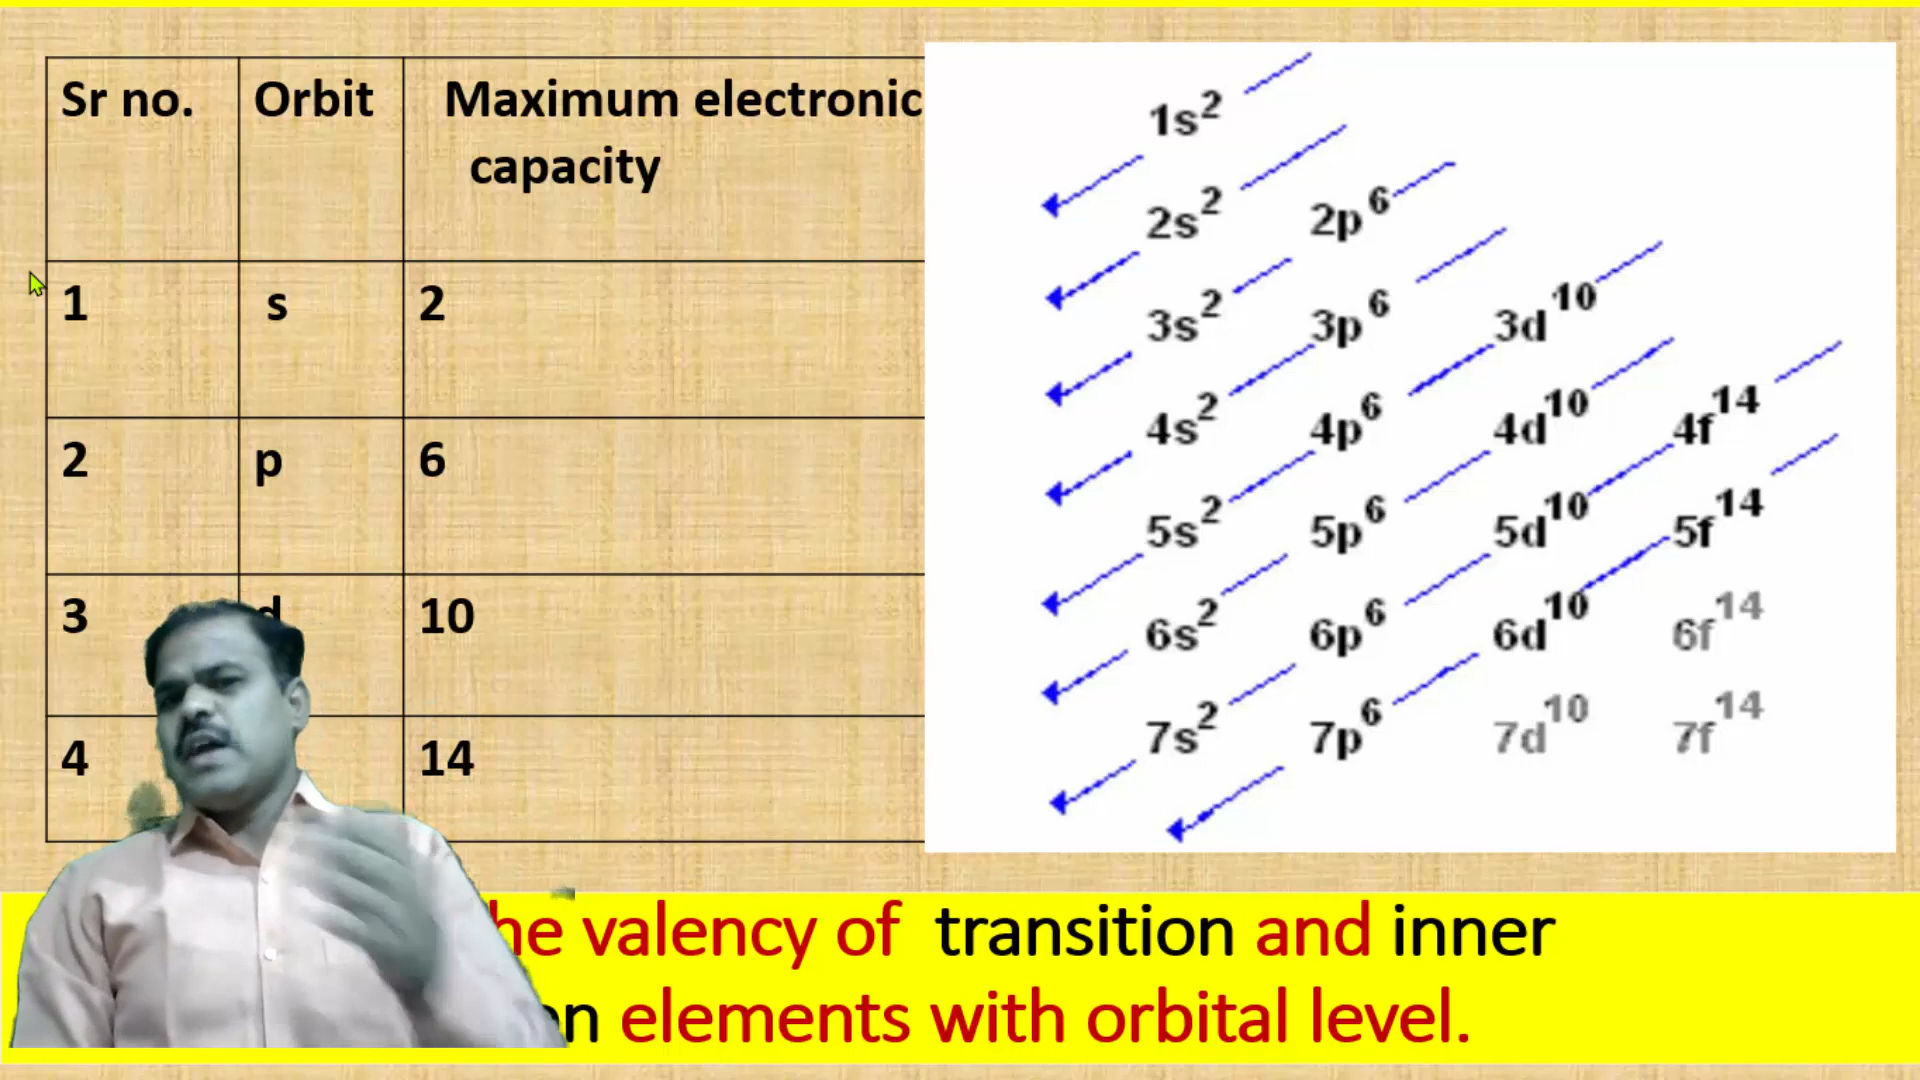 Sr no. Orbit Maximum electronic
capacity
1 s 2
2 p 6
3 d 10
4 14
1s²
2s² 2p⁶
3s² 3p⁶ 3d¹⁰
4s² 4p⁶ 4d¹⁰ 4f¹⁴
5s² 5p⁶ 5d¹⁰ 5f¹⁴
6s² 6p⁶ 6d¹⁰ 6f¹⁴
7s² 7p⁶ 7d¹⁰ 7f¹⁴
he valency of transition and inner
on elements with orbital level.